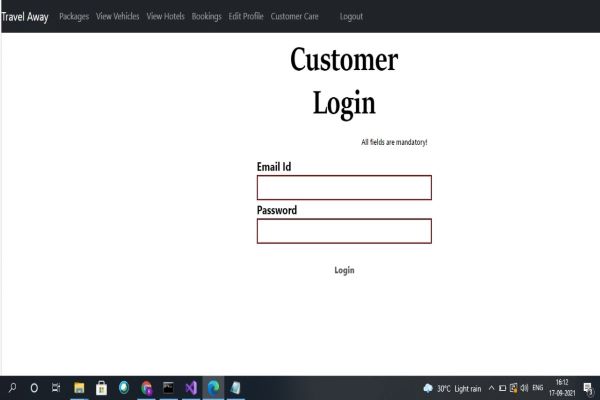 Travel Away Packages View Vehicles View Hotels Bookings Edit Profile Customer Care Logout
Customer
Login
All fields are mandatory!
Email Id
Password
Login
30°C Light rain ENG 16:12
17-09-2021